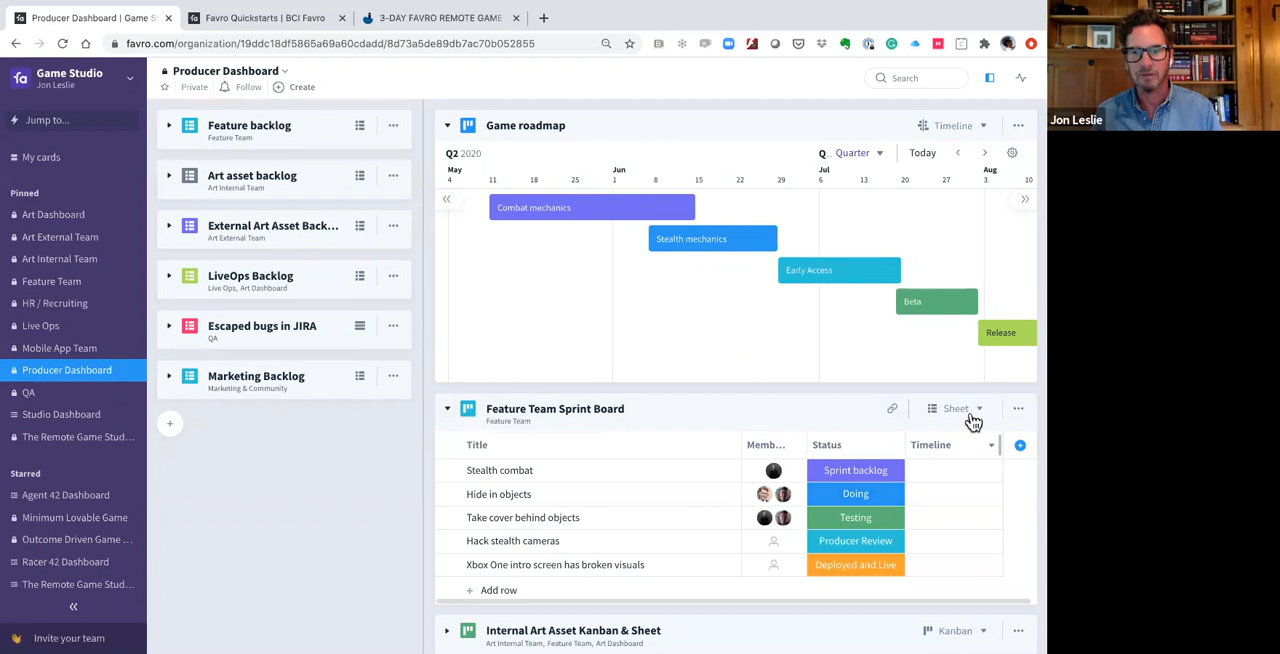 Producer Dashboard | Game S
Favro Quickstarts | BCI Favro
3-DAY FAVRO REMOTE GAME
favro.com/organization/19ddc18df5865a69a60cdadd/8d73a5de89db7ac70b052855
Game Studio
Jon Leslie
Jump to...
My cards
Pinned
Art Dashboard
Art External Team
Art Internal Team
Feature Team
HR / Recruiting
Live Ops
Mobile App Team
Producer Dashboard
QA
Studio Dashboard
The Remote Game Stud...
Starred
Agent 42 Dashboard
Minimum Lovable Game
Outcome Driven Game ...
Racer 42 Dashboard
The Remote Game Stud...
Invite your team
Producer Dashboard
Private
Follow
Create
Search
Feature backlog
Feature Team
Art asset backlog
Art Internal Team
External Art Asset Back...
Art External Team
LiveOps Backlog
Live Ops, Art Dashboard
Escaped bugs in JIRA
QA
Marketing Backlog
Marketing & Community
Game roadmap
Timeline
Q2 2020
Q.. Quarter
Today
May Jun Jul Aug
4 11 18 25 1 8 15 22 29 6 13 20 27 3 10
Combat mechanics
Stealth mechanics
Early Access
Beta
Release
Feature Team Sprint Board
Feature Team
Sheet
Title Memb... Status Timeline
Stealth combat Sprint backlog
Hide in objects Doing
Take cover behind objects Testing
Hack stealth cameras Producer Review
Xbox One intro screen has broken visuals Deployed and Live
+ Add row
Internal Art Asset Kanban & Sheet
Art Internal Team, Feature Team, Art Dashboard
Kanban
Jon Leslie